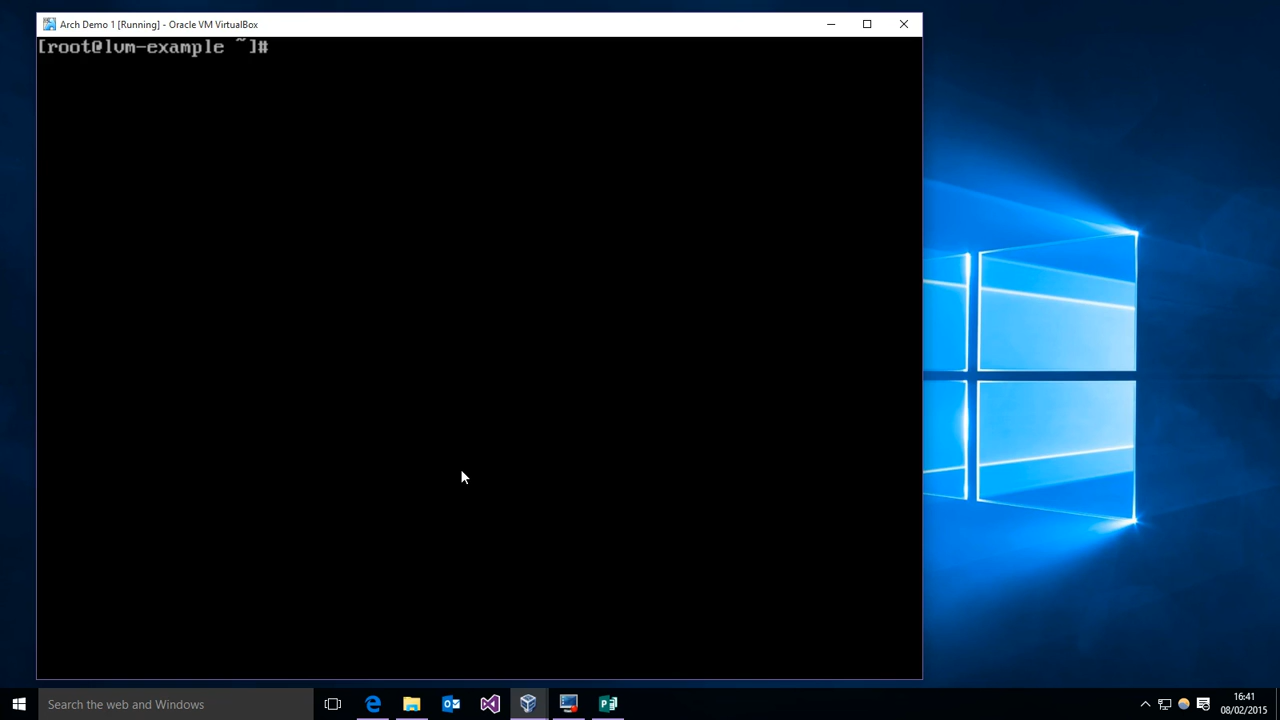 Arch Demo 1 [Running] - Oracle VM VirtualBox
[root@lvm-example ~]#
Search the web and Windows
16:41
08/02/2015